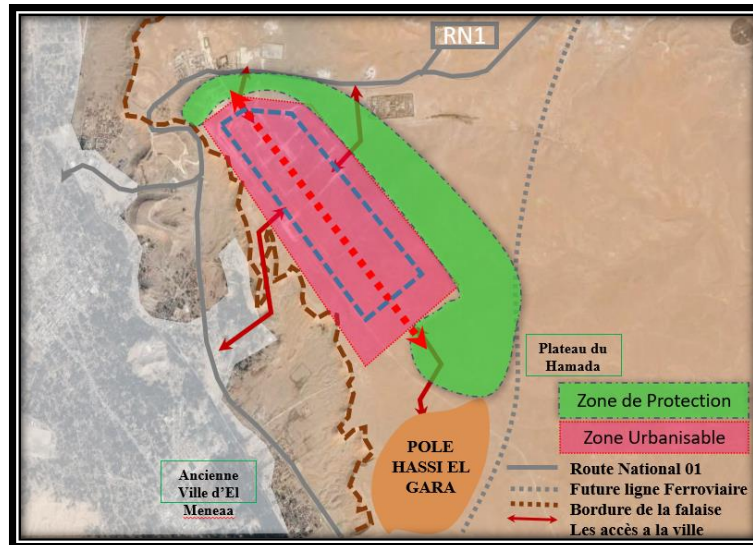 RN1
Plateau du
Hamada
Zone de Protection
Zone Urbanisable
POLE
HASSI EL
GARA
Ancienne
Ville d'El
Meneaa
Route National 01
Future ligne Ferroviaire
Bordure de la falaise
Les accès a la ville